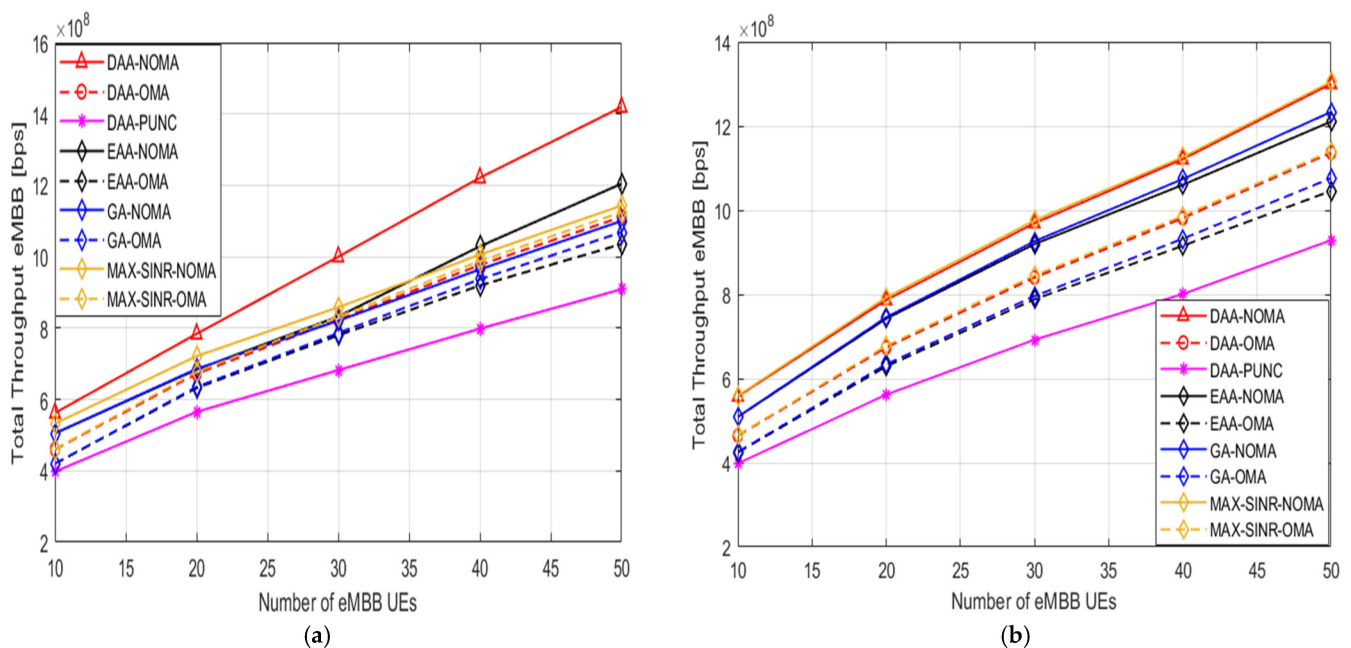 ×10⁸
16
14
12
10
8
6
4
2
Total Throughput eMBB [bps]
DAA-NOMA
DAA-OMA
DAA-PUNC
EAA-NOMA
EAA-OMA
GA-NOMA
GA-OMA
MAX-SINR-NOMA
MAX-SINR-OMA
10 15 20 25 30 35 40 45 50
Number of eMBB UEs
(a)
×10⁸
14
12
10
8
6
4
2
Total Throughput eMBB [bps]
DAA-NOMA
DAA-OMA
DAA-PUNC
EAA-NOMA
EAA-OMA
GA-NOMA
GA-OMA
MAX-SINR-NOMA
MAX-SINR-OMA
10 15 20 25 30 35 40 45 50
Number of eMBB UEs
(b)